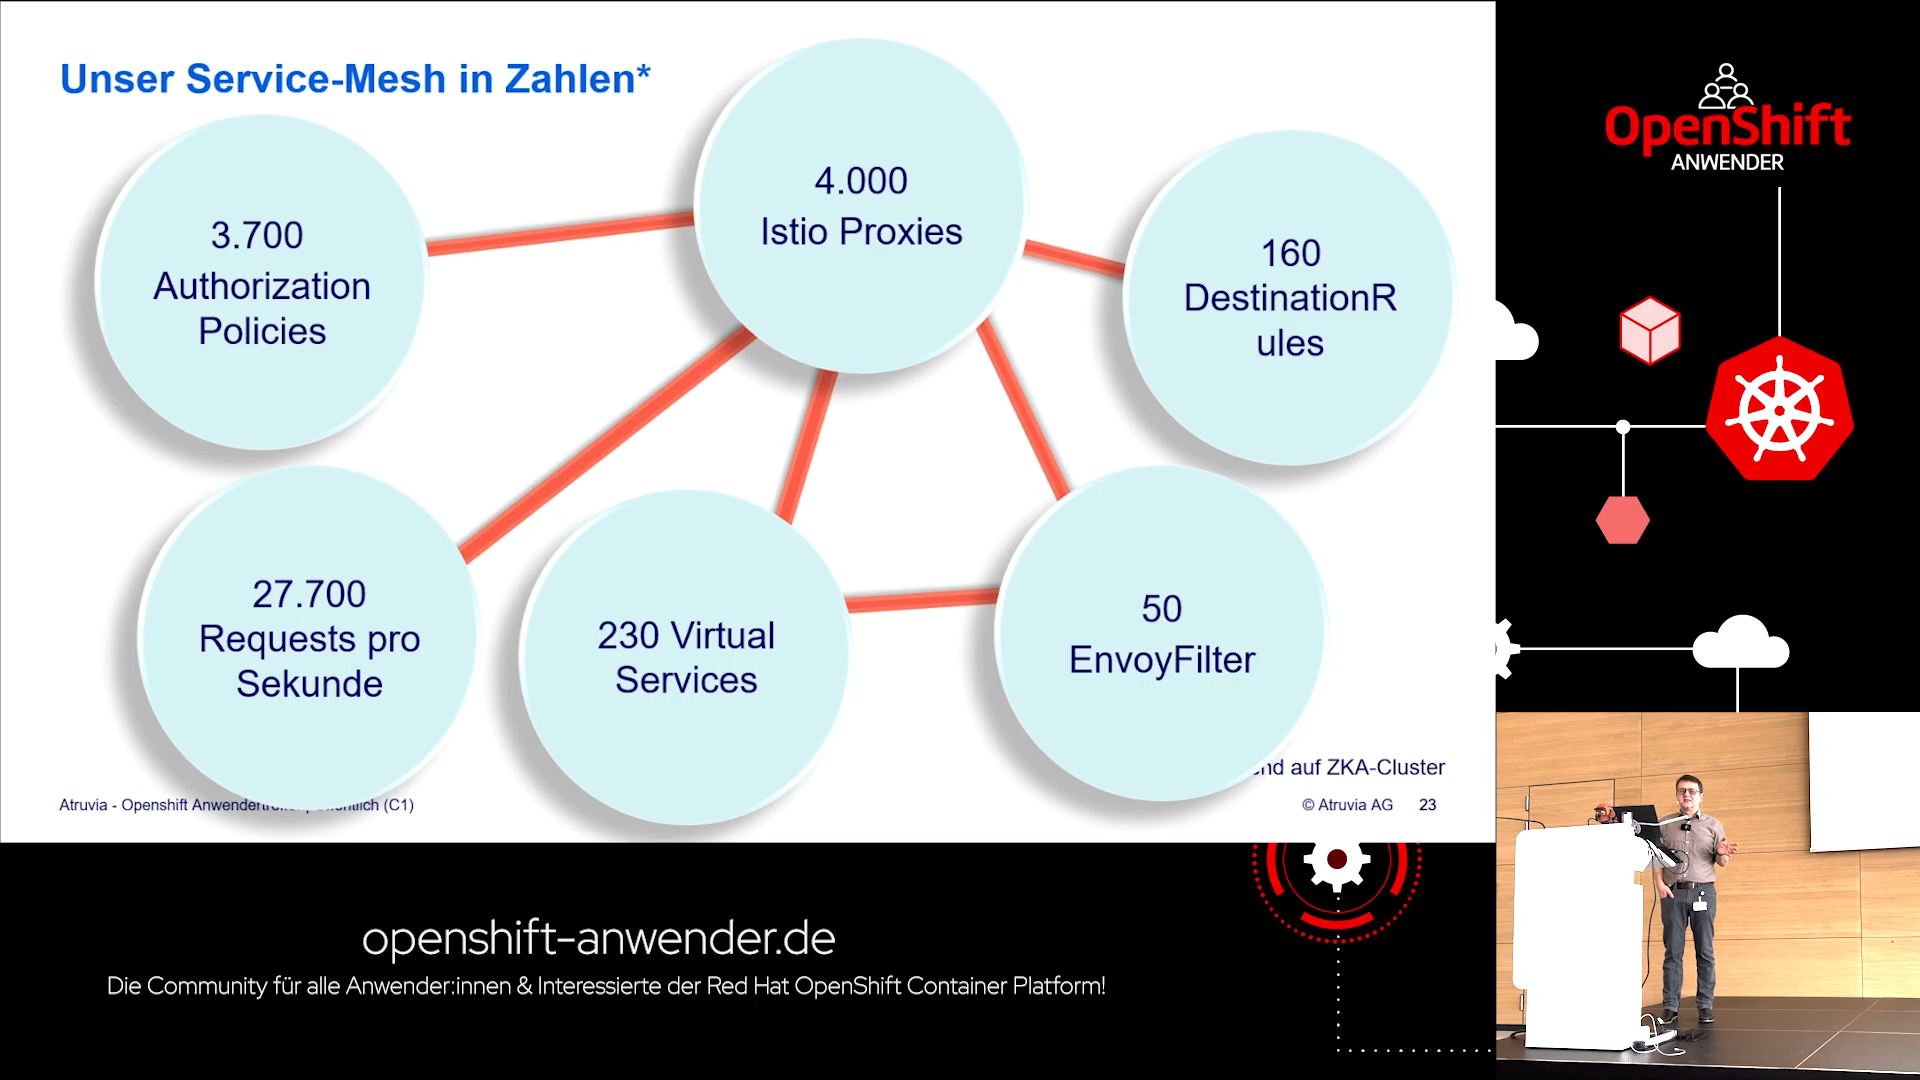 Unser Service-Mesh in Zahlen*
3.700
Authorization
Policies
4.000
Istio Proxies
160
DestinationR
ules
27.700
Requests pro
Sekunde
230 Virtual
Services
50
EnvoyFilter
auf ZKA-Cluster
Atruvia - Openshift (C1)
© Atruvia AG 23
OpenShift
ANWENDER
openshift-anwender.de
Die Community für alle Anwender:innen & Interessierte der Red Hat OpenShift Container Platform!